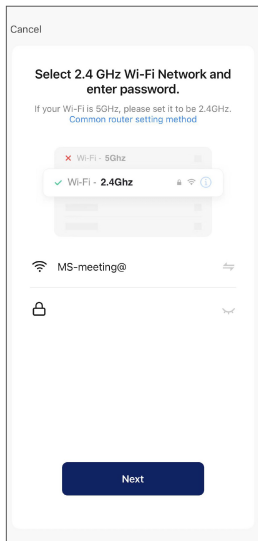 Cancel
Select 2.4 GHz Wi-Fi Network and
enter password.
If your Wi-Fi is 5GHz, please set it to be 2.4GHz.
Common router setting method
Wi-Fi - 5Ghz
Wi-Fi - 2.4Ghz
MS-meeting@
Next